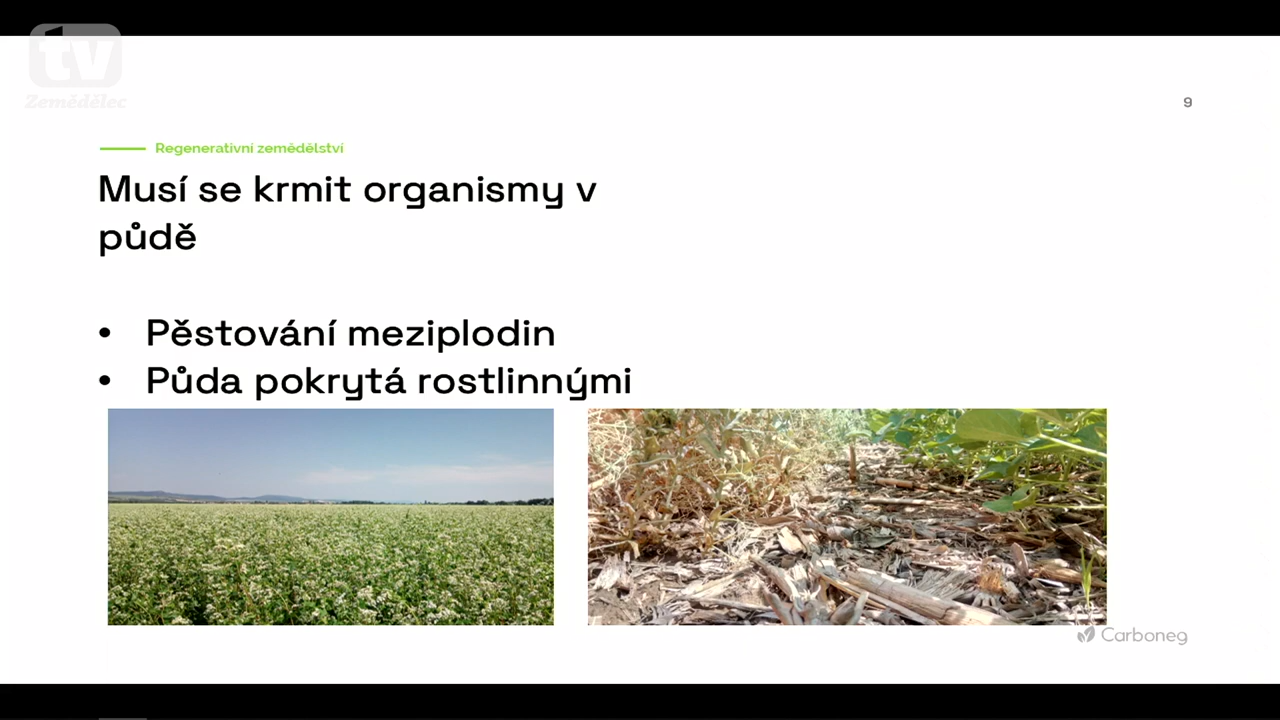 tv
Zemědělec
9
Regenerativní zemědělství
Musí se krmit organismy v
půdě
• Pěstování meziplodin
• Půda pokrytá rostlinnými
Carboneg